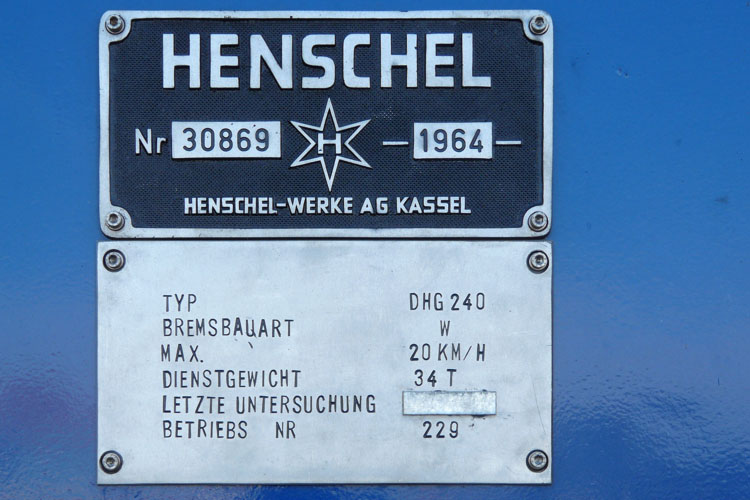 HENSCHEL
Nr 30869 H – 1964 –
HENSCHEL-WERKE AG KASSEL
TYP DHG 240
BREMSBAUART W
MAX. 20 KM/H
DIENSTGEWICHT 34 T
LETZTE UNTERSUCHUNG
BETRIEBS NR 229